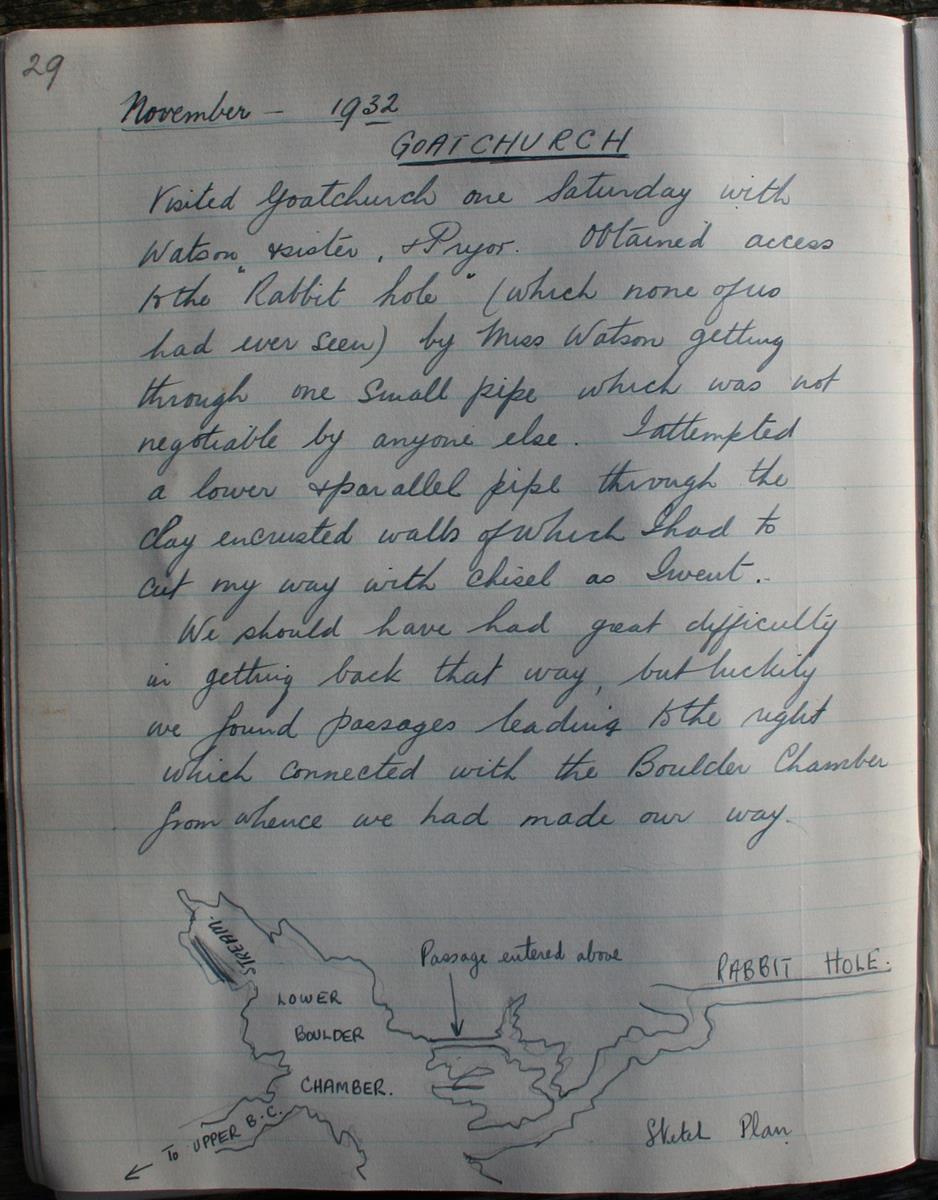 29
November - 1932
GOATCHURCH
Visited Goatchurch one Saturday with
Watson & sister, & Pryor. Obtained access
to the "Rabbit hole" (which none of us
had ever seen) by Miss Watson getting
through one small pipe which was not
negotiable by anyone else. I attempted
a lower & parallel pipe through the
clay encrusted walls of which I had to
cut my way with chisel as I went.
We should have had great difficulty
in getting back that way, but luckily
we found passages leading to the right
which connected with the Boulder Chamber
from whence we had made our way.
STREAM.
Passage entered above
RABBIT HOLE.
LOWER
BOULDER
CHAMBER.
To UPPER B.C.
Sketch Plan